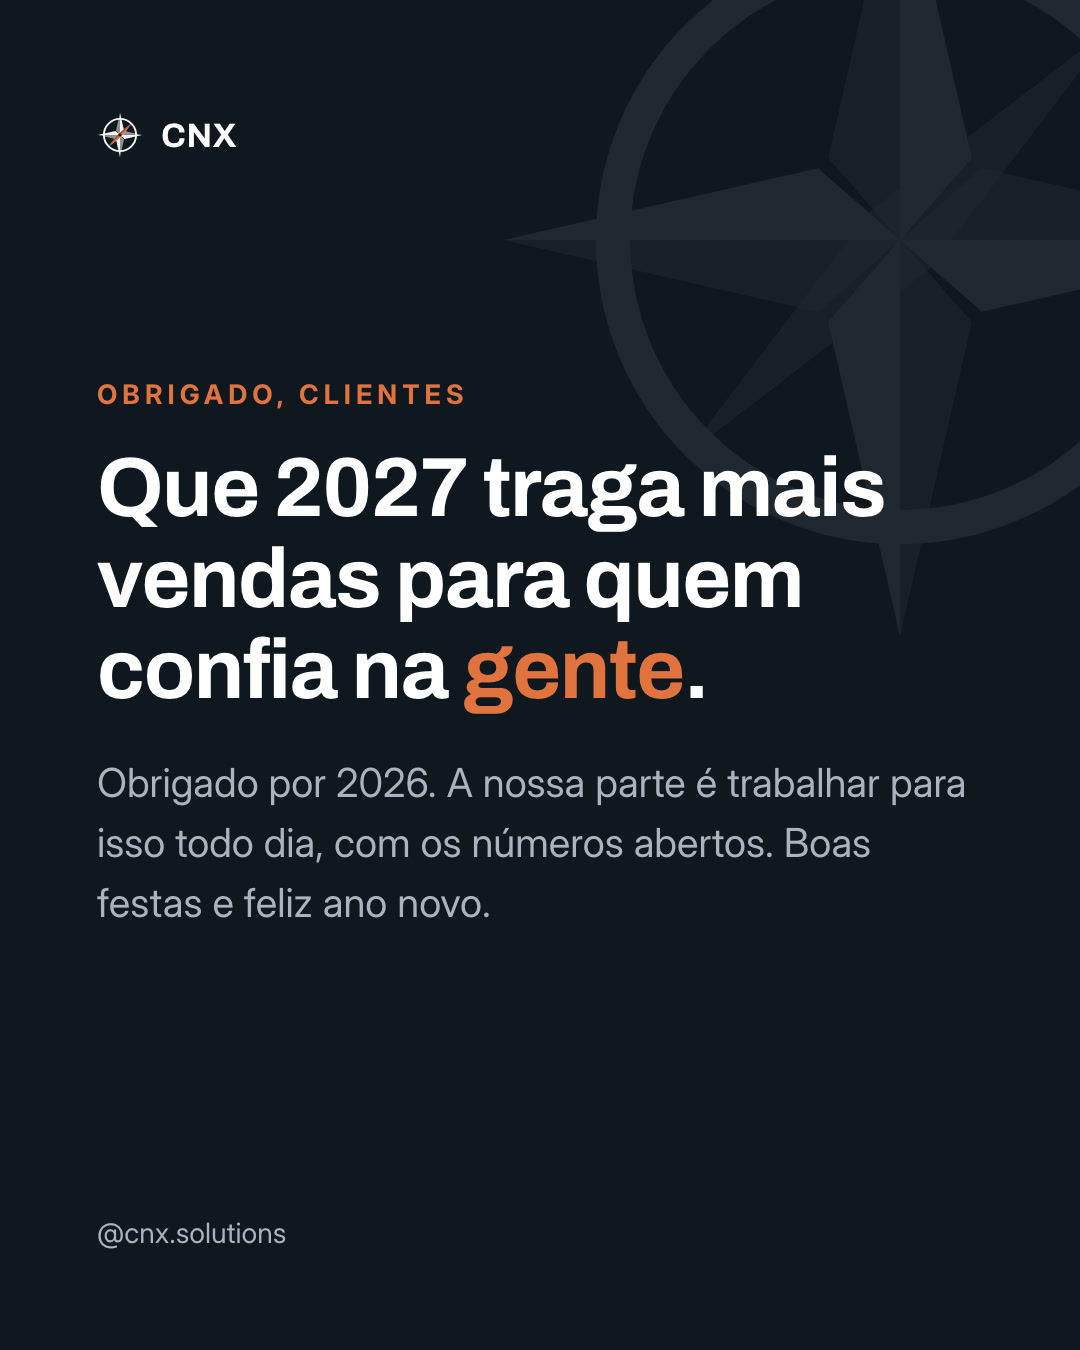 CNX
OBRIGADO, CLIENTES
Que 2027 traga mais
vendas para quem
confia na gente.
Obrigado por 2026. A nossa parte é trabalhar para
isso todo dia, com os números abertos. Boas
festas e feliz ano novo.
@cnx.solutions